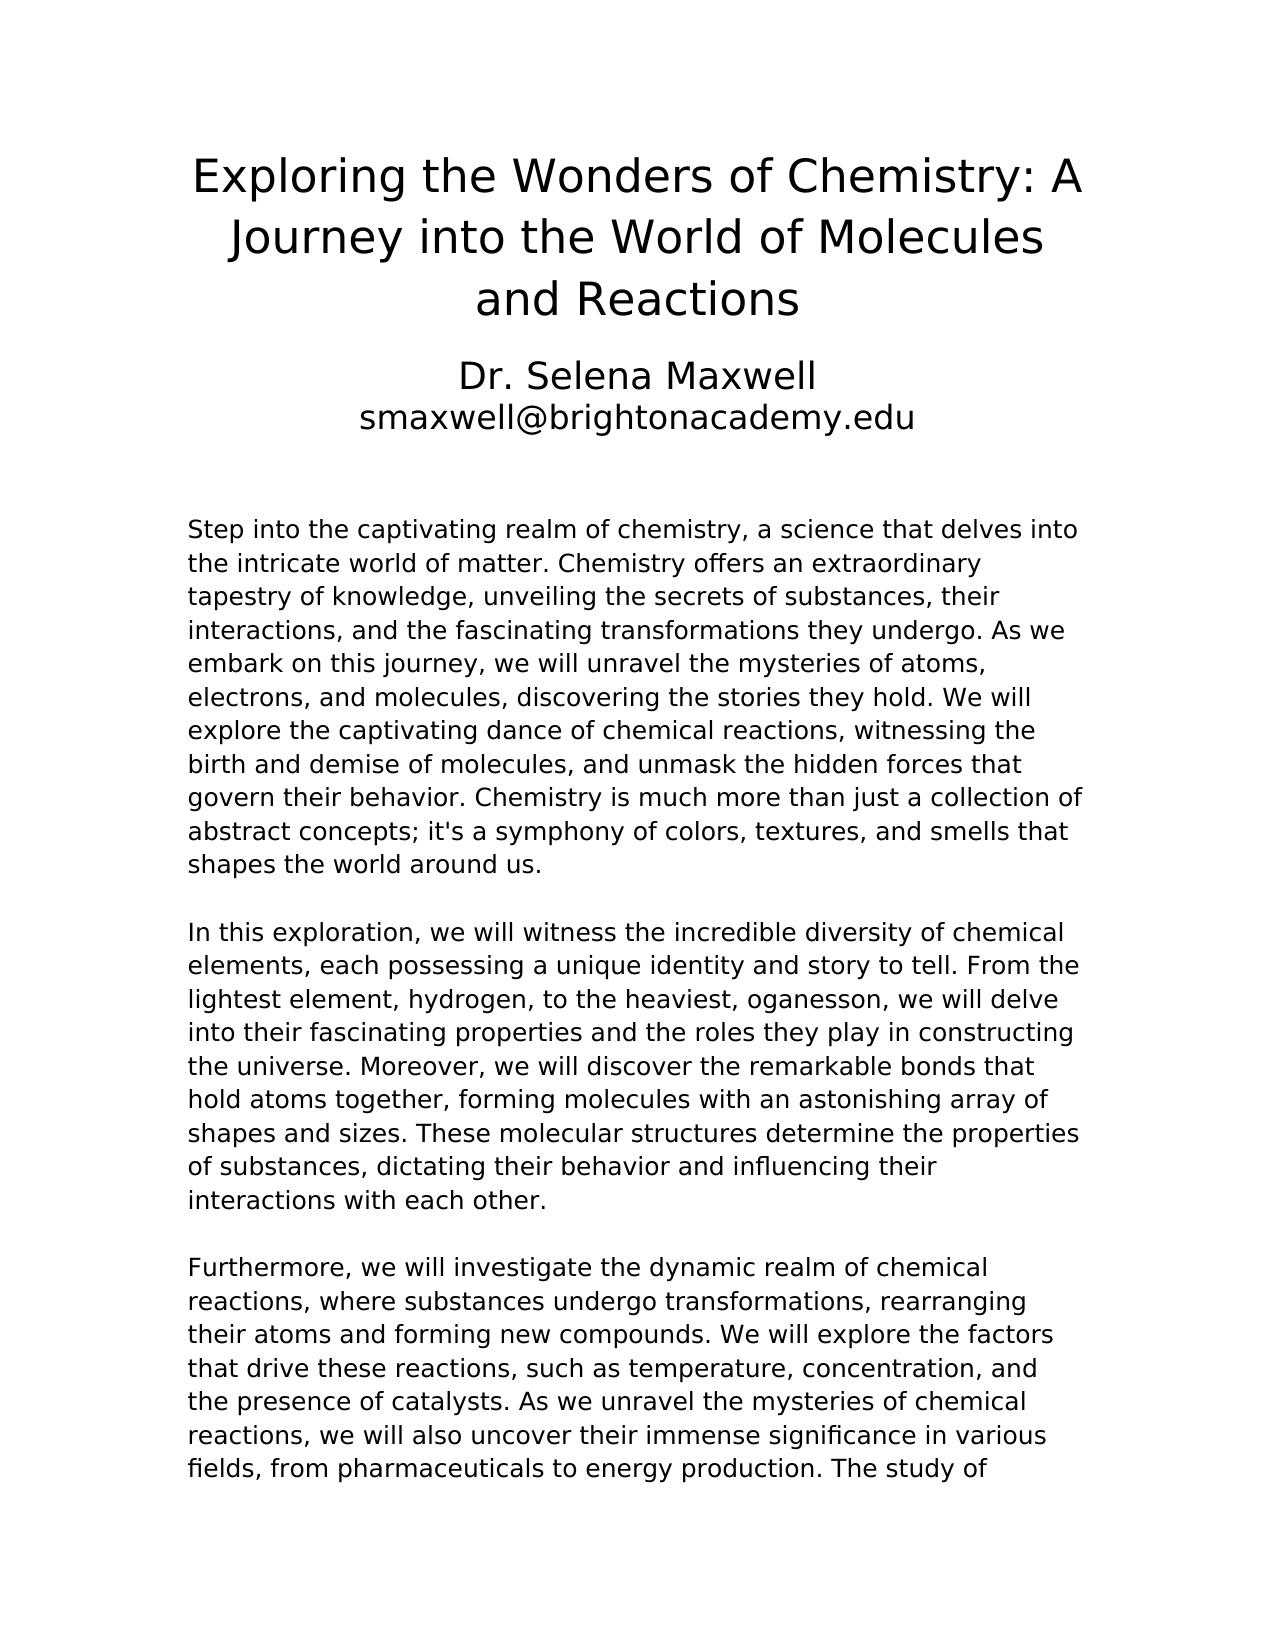 Exploring the Wonders of Chemistry: A
Journey into the World of Molecules
and Reactions
Dr. Selena Maxwell
smaxwell@brightonacademy.edu
Step into the captivating realm of chemistry, a science that delves into
the intricate world of matter. Chemistry offers an extraordinary
tapestry of knowledge, unveiling the secrets of substances, their
interactions, and the fascinating transformations they undergo. As we
embark on this journey, we will unravel the mysteries of atoms,
electrons, and molecules, discovering the stories they hold. We will
explore the captivating dance of chemical reactions, witnessing the
birth and demise of molecules, and unmask the hidden forces that
govern their behavior. Chemistry is much more than just a collection of
abstract concepts; it's a symphony of colors, textures, and smells that
shapes the world around us.
In this exploration, we will witness the incredible diversity of chemical
elements, each possessing a unique identity and story to tell. From the
lightest element, hydrogen, to the heaviest, oganesson, we will delve
into their fascinating properties and the roles they play in constructing
the universe. Moreover, we will discover the remarkable bonds that
hold atoms together, forming molecules with an astonishing array of
shapes and sizes. These molecular structures determine the properties
of substances, dictating their behavior and influencing their
interactions with each other.
Furthermore, we will investigate the dynamic realm of chemical
reactions, where substances undergo transformations, rearranging
their atoms and forming new compounds. We will explore the factors
that drive these reactions, such as temperature, concentration, and
the presence of catalysts. As we unravel the mysteries of chemical
reactions, we will also uncover their immense significance in various
fields, from pharmaceuticals to energy production. The study of